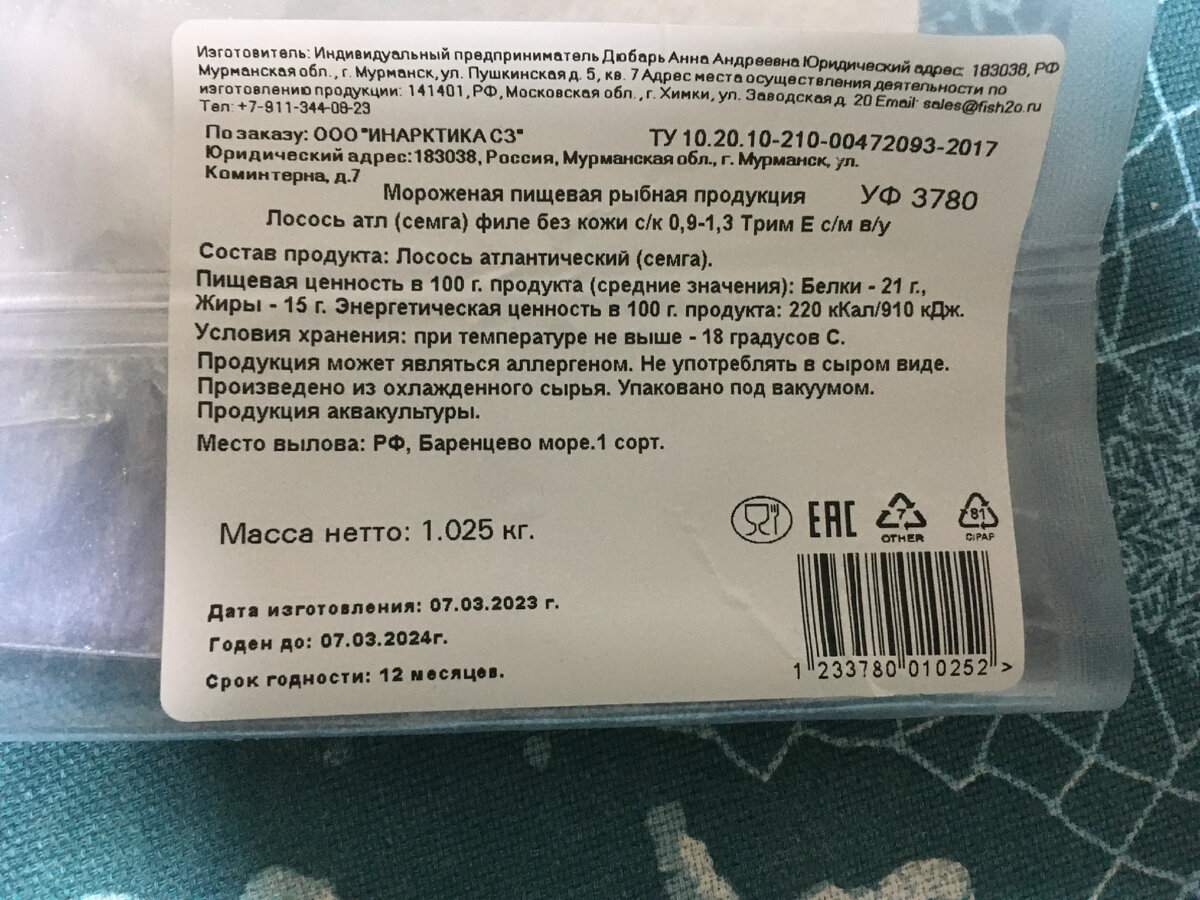 Изготовитель: Индивидуальный предприниматель Дюбарь Анна Андреевна Юридический адрес: 183038, РФ
Мурманская обл., г. Мурманск, ул. Пушкинская д. 5, кв. 7 Адрес места осуществления деятельности по
изготовлению продукции: 141401, РФ, Московская обл., г. Химки, ул. Заводская д. 20 Email: sales@fish2o.ru
Тел: +7-911-344-08-23
По заказу: ООО "ИНАРКТИКА СЗ" ТУ 10.20.10-210-00472093-2017
Юридический адрес:183038, Россия, Мурманская обл., г. Мурманск, ул.
Коминтерна, д.7
Мороженая пищевая рыбная продукция УФ 3780
Лосось атл (семга) филе без кожи с/к 0,9-1,3 Трим Е с/м в/у
Состав продукта: Лосось атлантический (семга).
Пищевая ценность в 100 г. продукта (средние значения): Белки - 21 г.,
Жиры - 15 г. Энергетическая ценность в 100 г. продукта: 220 кКал/910 кДж.
Условия хранения: при температуре не выше - 18 градусов С.
Продукция может являться аллергеном. Не употреблять в сыром виде.
Произведено из охлажденного сырья. Упаковано под вакуумом.
Продукция аквакультуры.
Место вылова: РФ, Баренцево море.1 сорт.
Масса нетто: 1.025 кг.
EAC
7
OTHER
81
C/PAP
Дата изготовления: 07.03.2023 г.
Годен до: 07.03.2024г.
Срок годности: 12 месяцев.
1 233780 010252 >